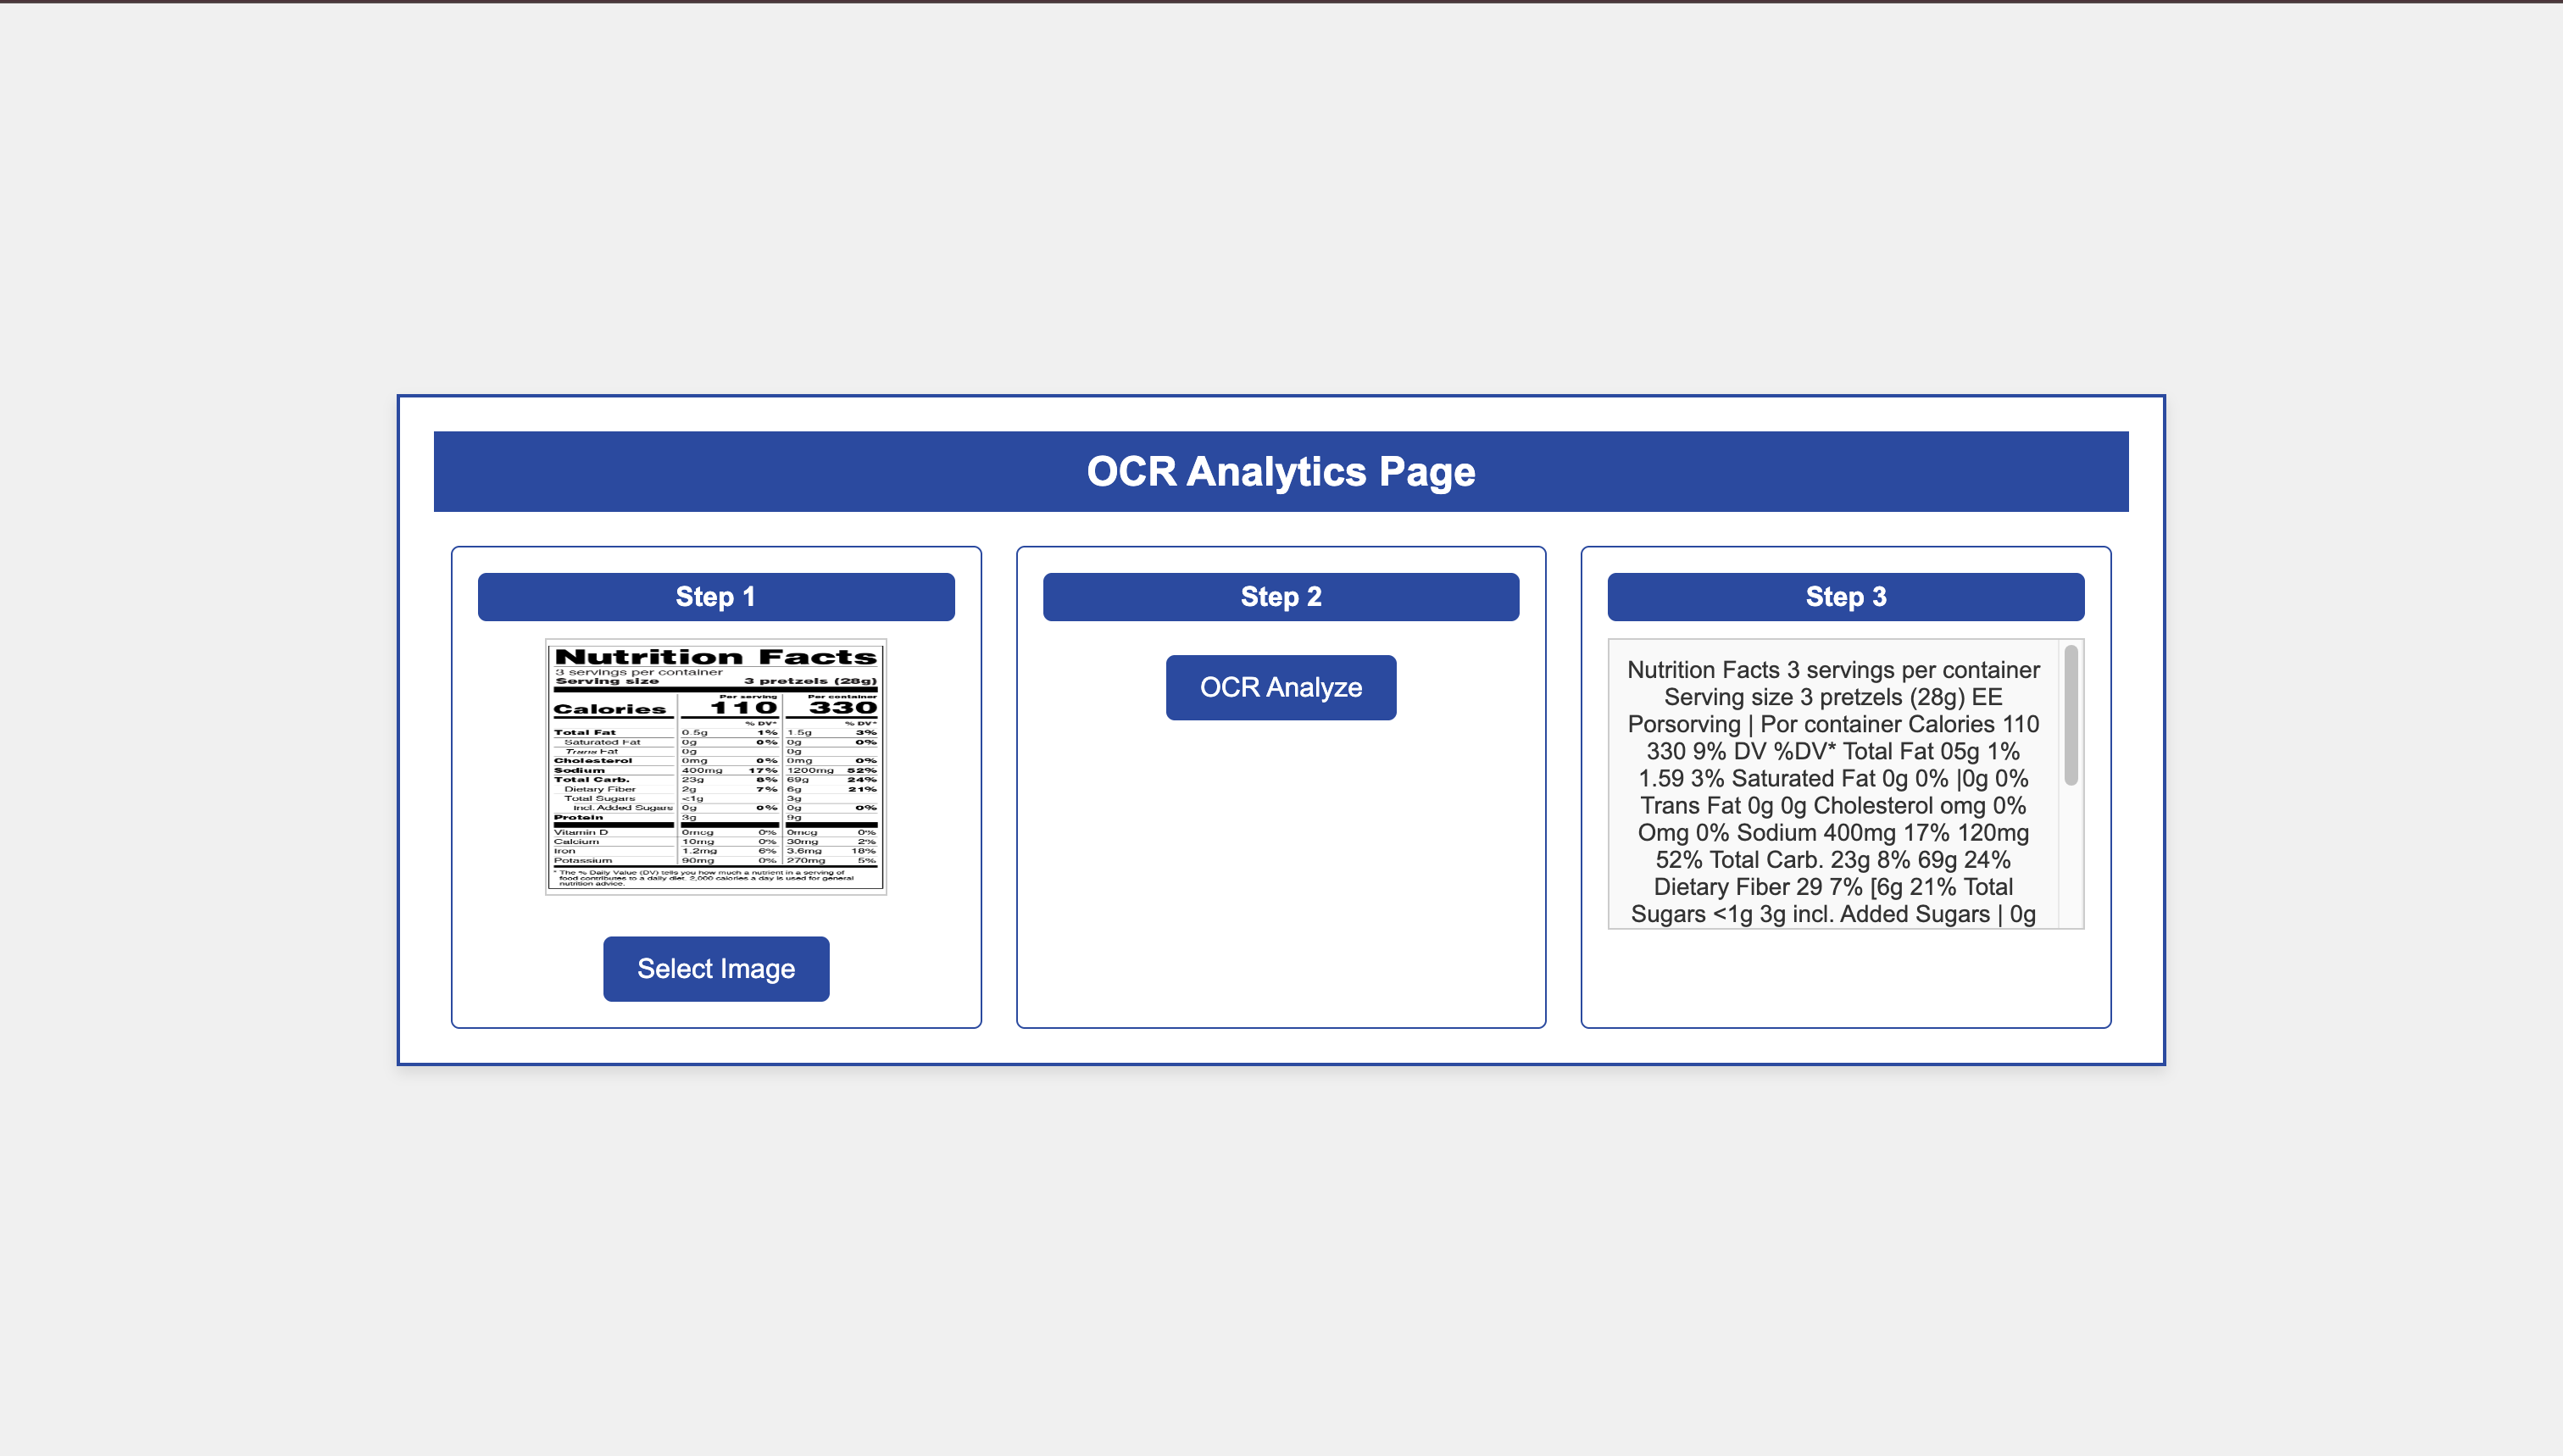 OCR Analytics Page
Step 1
Nutrition Facts
3 servings per container
Serving size 3 pretzels (28g)
Per serving Per container
Calories 110 330
% DV* % DV*
Total Fat 0.5g 1% 1.5g 3%
Saturated Fat 0g 0% 0g 0%
Trans Fat 0g 0g
Cholesterol 0mg 0% 0mg 0%
Sodium 400mg 17% 1200mg 52%
Total Carb. 23g 8% 69g 24%
Dietary Fiber 2g 7% 6g 21%
Total Sugars <1g 3g
Incl. Added Sugars 0g 0% 0g 0%
Protein 3g 9g
Vitamin D 0mcg 0% 0mcg 0%
Calcium 10mg 0% 30mg 2%
Iron 1.2mg 6% 3.6mg 18%
Potassium 90mg 0% 270mg 5%
* The % Daily Value (DV) tells you how much a nutrient in a serving of
food contributes to a daily diet. 2,000 calories a day is used for general
nutrition advice.
Select Image
Step 2
OCR Analyze
Step 3
Nutrition Facts 3 servings per container
Serving size 3 pretzels (28g) EE
Porsorving | Por container Calories 110
330 9% DV %DV* Total Fat 05g 1%
1.59 3% Saturated Fat 0g 0% |0g 0%
Trans Fat 0g 0g Cholesterol omg 0%
Omg 0% Sodium 400mg 17% 120mg
52% Total Carb. 23g 8% 69g 24%
Dietary Fiber 29 7% [6g 21% Total
Sugars <1g 3g incl. Added Sugars | 0g